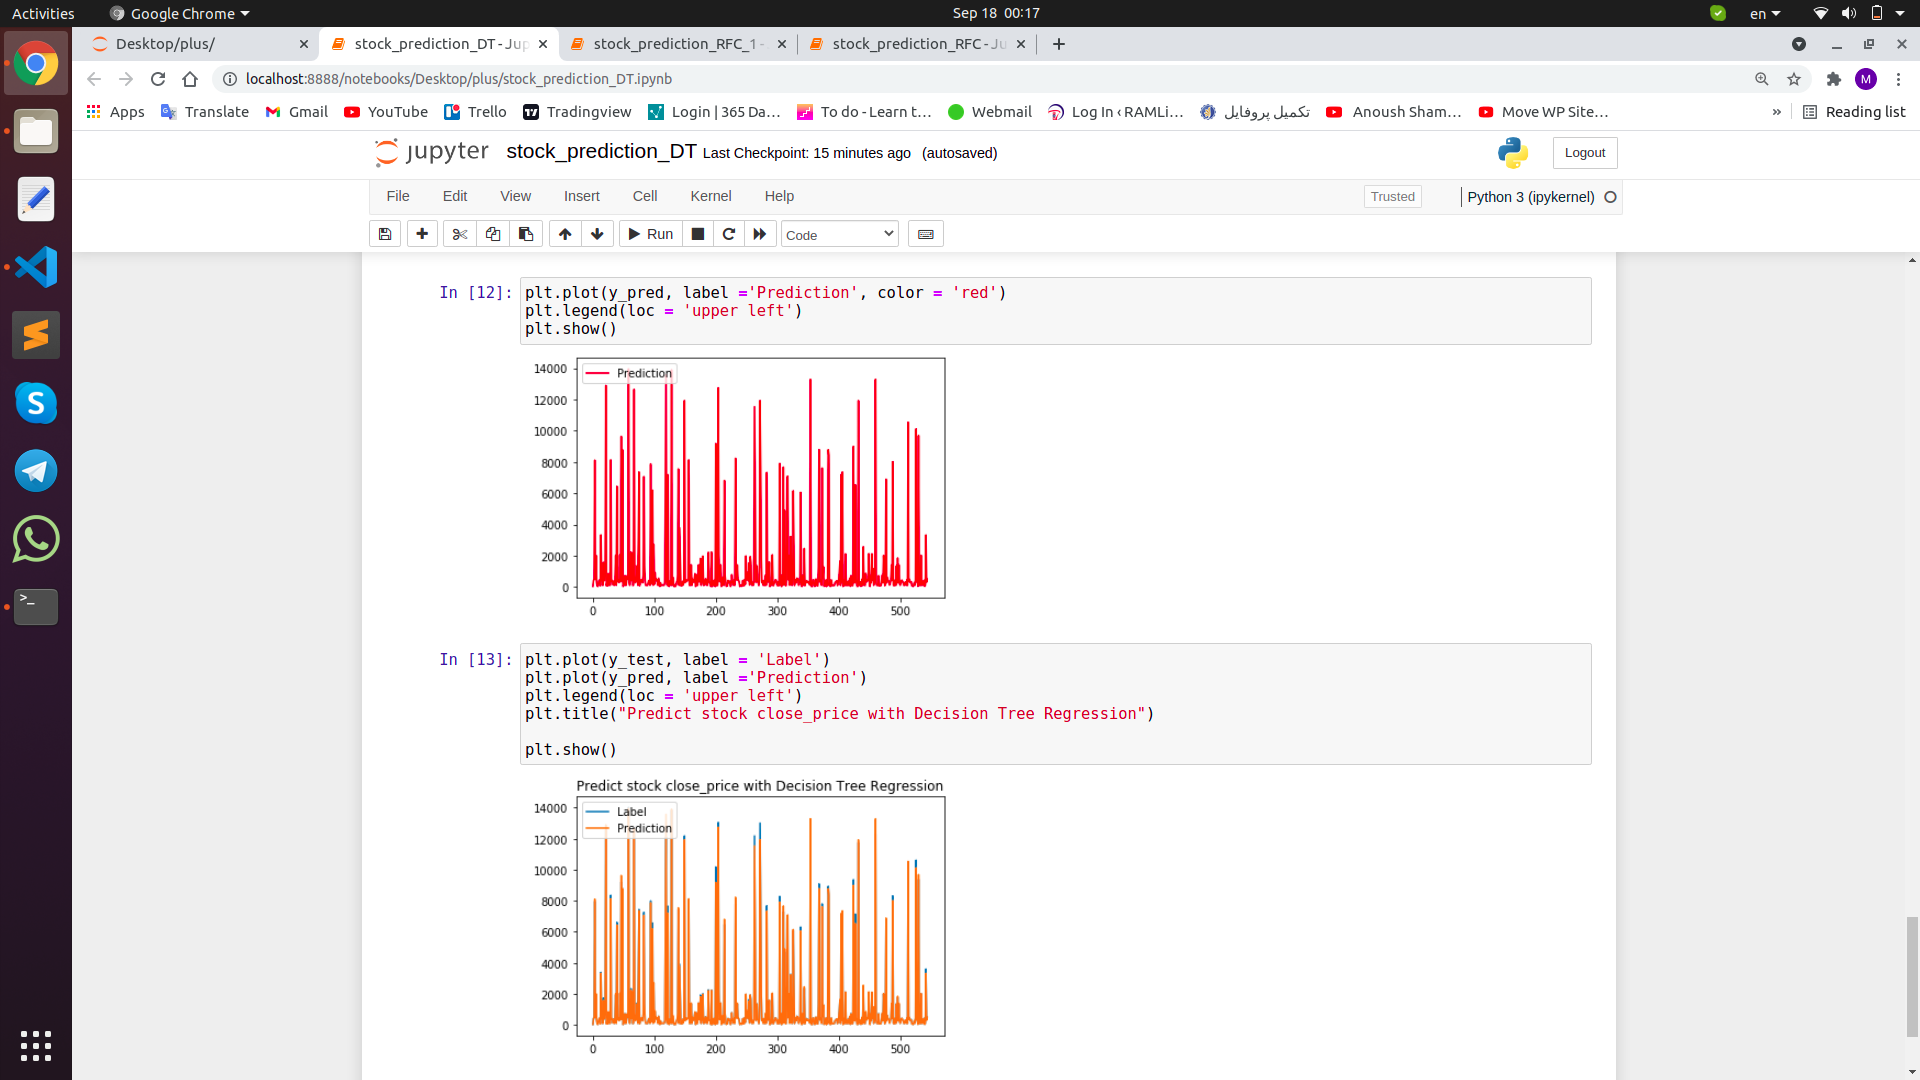 Activities
Google Chrome
Sep 18 00:17
en
Desktop/plus/
stock_prediction_DT - Jup
stock_prediction_RFC_1 -
stock_prediction_RFC - Ju
localhost:8888/notebooks/Desktop/plus/stock_prediction_DT.ipynb
M
Apps
Translate
Gmail
YouTube
Trello
Tradingview
Login | 365 Da…
To do - Learn t…
Webmail
Log In ‹ RAMLi…
تکمیل پروفایل
Anoush Sham…
Move WP Site…
»
Reading list
jupyter
stock_prediction_DT Last Checkpoint: 15 minutes ago (autosaved)
Logout
File
Edit
View
Insert
Cell
Kernel
Help
Trusted
Python 3 (ipykernel)
Run
Code
In [12]:
plt.plot(y_pred, label ='Prediction', color = 'red')
plt.legend(loc = 'upper left')
plt.show()
Prediction
14000
12000
10000
8000
6000
4000
2000
0
0 100 200 300 400 500
In [13]:
plt.plot(y_test, label = 'Label')
plt.plot(y_pred, label ='Prediction')
plt.legend(loc = 'upper left')
plt.title("Predict stock close_price with Decision Tree Regression")
plt.show()
Predict stock close_price with Decision Tree Regression
Label
Prediction
14000
12000
10000
8000
6000
4000
2000
0
0 100 200 300 400 500